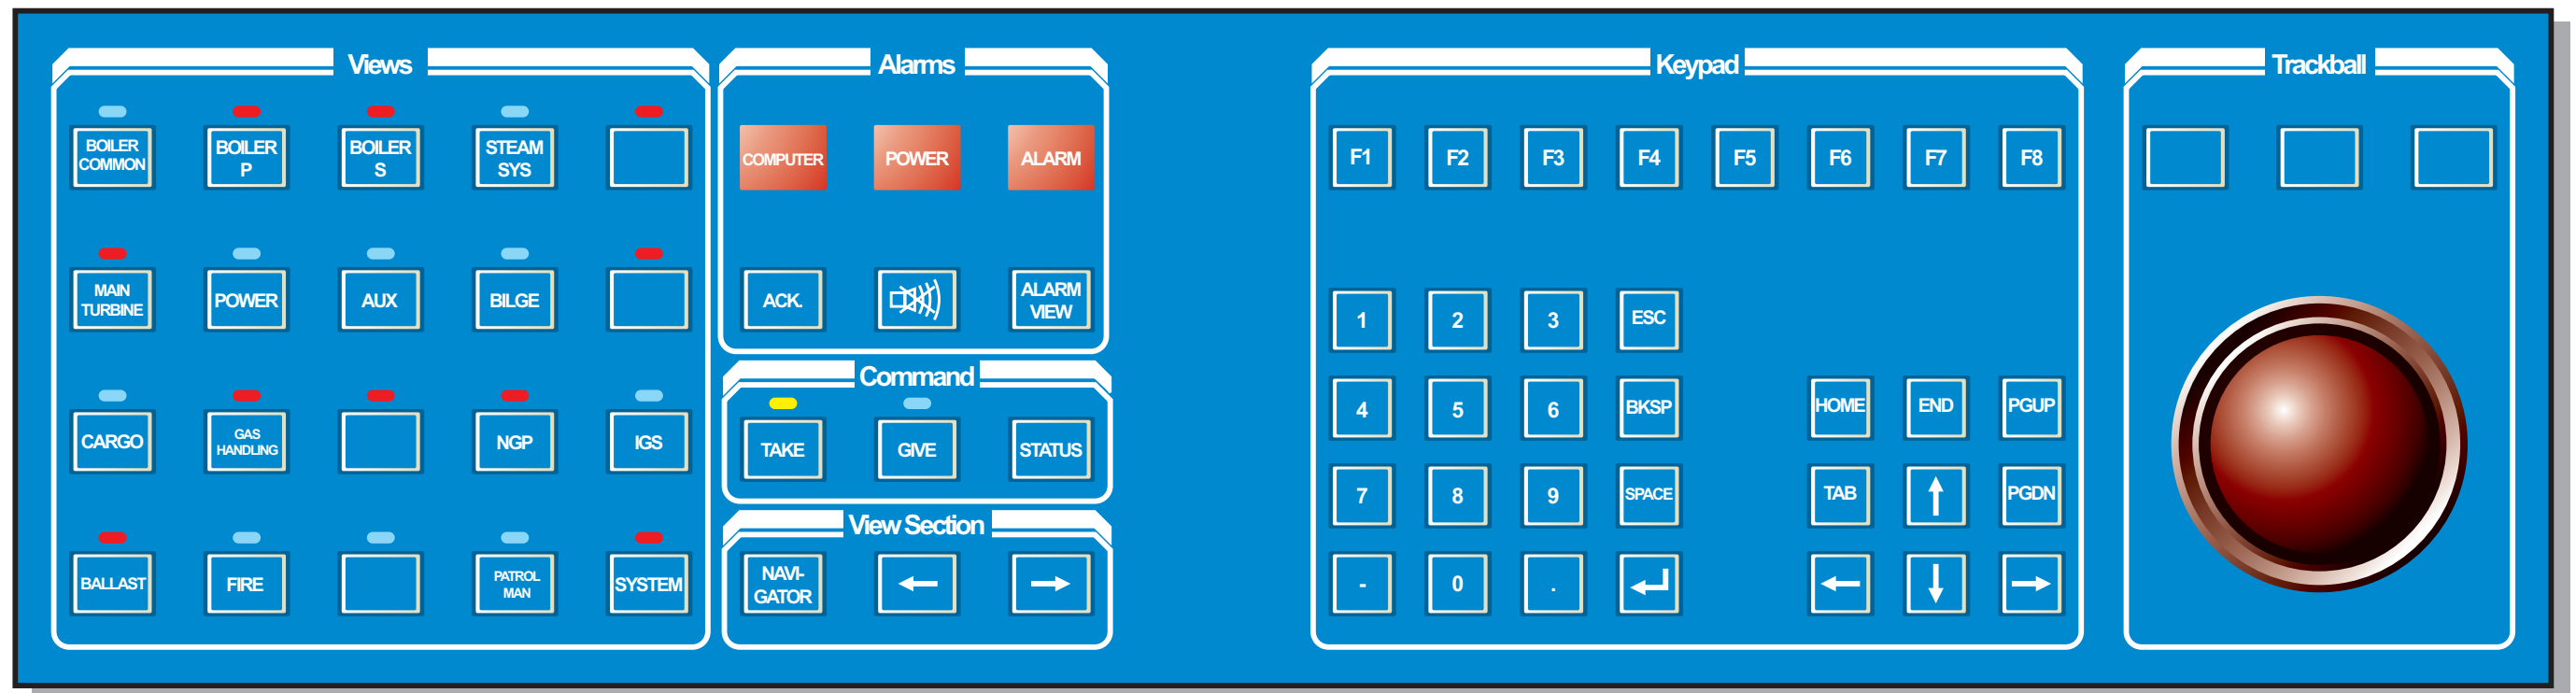 Views
BOILER
COMMON
BOILER
P
BOILER
S
STEAM
SYS
MAIN
TURBINE
POWER
AUX
BILGE
CARGO
GAS
HANDLING
NGP
IGS
BALLAST
FIRE
PATROL
MAN
SYSTEM
Alarms
COMPUTER
POWER
ALARM
ACK.
ALARM
VIEW
Command
TAKE
GIVE
STATUS
View Section
NAVI-
GATOR
Keypad
F1 F2 F3 F4 F5 F6 F7 F8
1 2 3 ESC
4 5 6 BKSP HOME END PGUP
7 8 9 SPACE TAB PGDN
- 0 .
Trackball